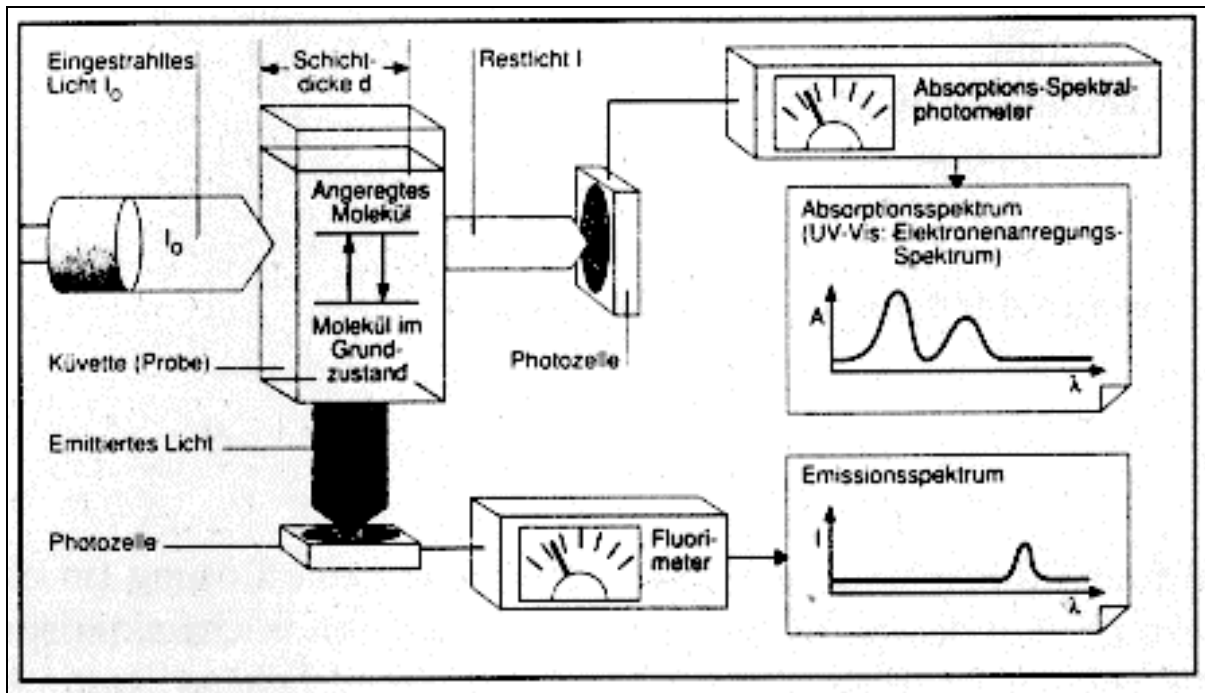 Eingestrahltes
Licht I₀
Schicht-
dicke d
Restlicht I
Absorptions-Spektral-
photometer
I₀
Angeregtes
Molekül
Molekül im
Grund-
zustand
Küvette (Probe)
Photozelle
Absorptionsspektrum
(UV-Vis: Elektronenanregungs-
Spektrum)
A
λ
Emittiertes Licht
Photozelle
Fluori-
meter
Emissionsspektrum
I
λ